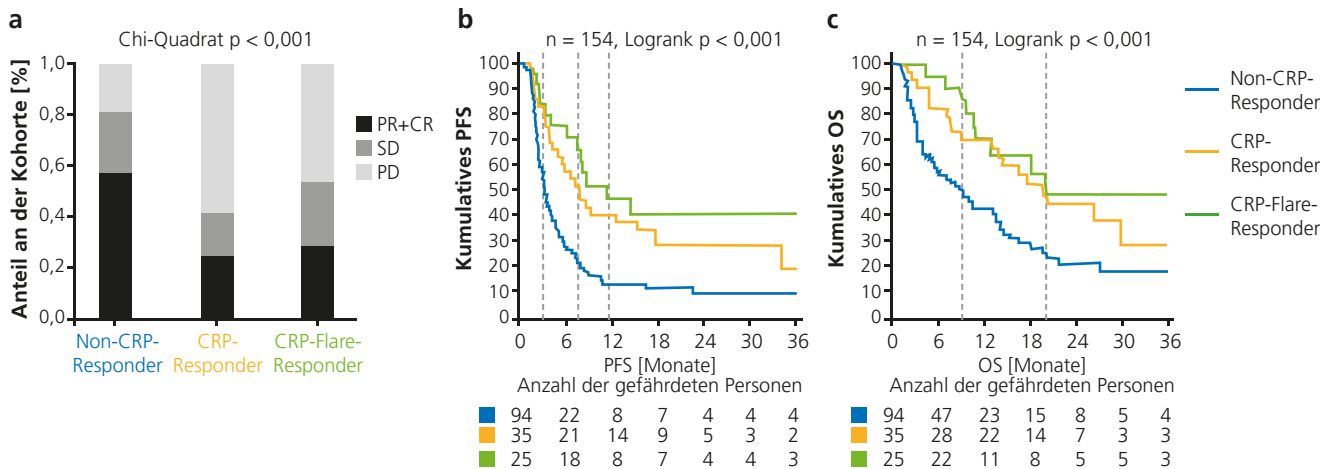 a
Chi-Quadrat p < 0,001
Anteil an der Kohorte [%]
1,0
0,8
0,6
0,4
0,2
0,0
PR+CR
SD
PD
Non-CRP-
Responder
CRP-
Responder
CRP-Flare-
Responder
b
n = 154, Logrank p < 0,001
Kumulatives PFS
100
90
80
70
60
50
40
30
20
10
0
0 6 12 18 24 30 36
PFS [Monate]
Anzahl der gefährdeten Personen
94 22 8 7 4 4 4
35 21 14 9 5 3 2
25 18 8 7 4 4 3
c
n = 154, Logrank p < 0,001
Kumulatives OS
100
90
80
70
60
50
40
30
20
10
0
0 6 12 18 24 30 36
OS [Monate]
Anzahl der gefährdeten Personen
94 47 23 15 8 5 4
35 28 22 14 7 3 3
25 22 11 8 5 5 3
Non-CRP-
Responder
CRP-
Responder
CRP-Flare-
Responder